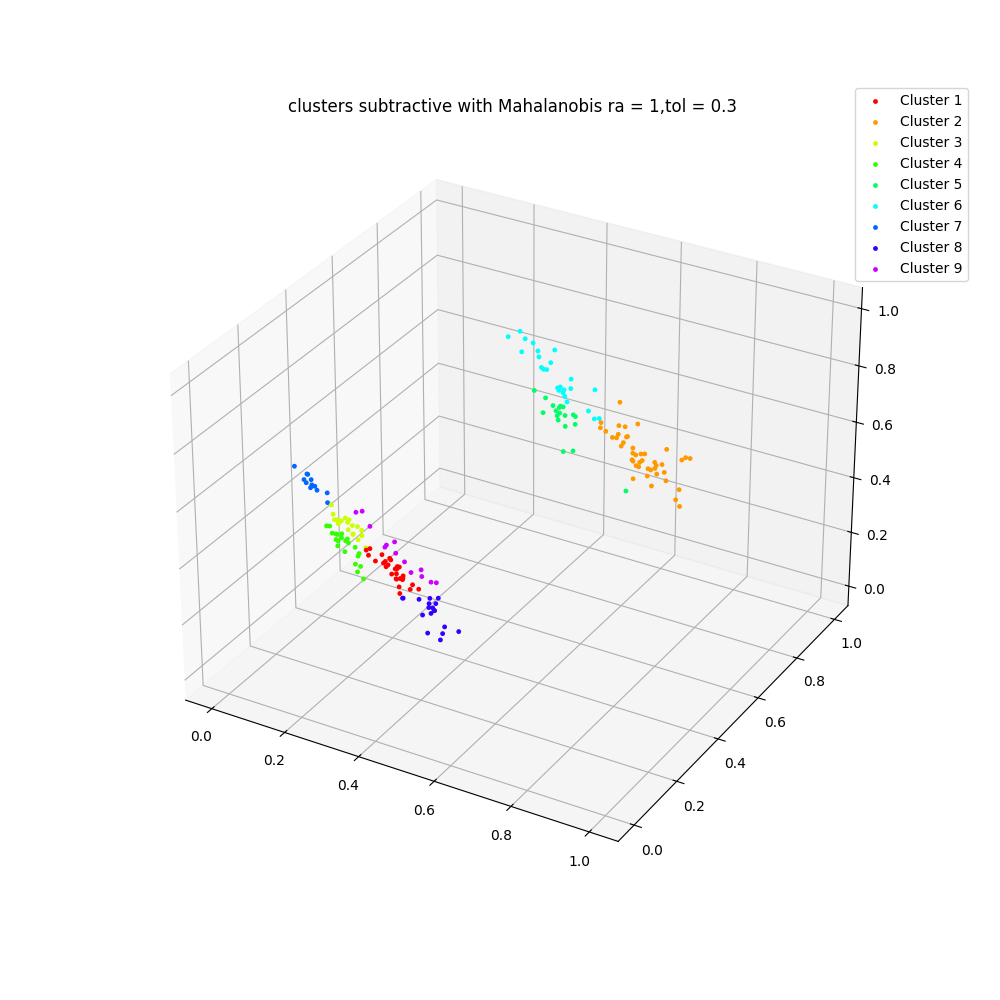 clusters subtractive with Mahalanobis ra = 1,tol = 0.3
Cluster 1
Cluster 2
Cluster 3
Cluster 4
Cluster 5
Cluster 6
Cluster 7
Cluster 8
Cluster 9
1.0
0.8
0.6
0.4
0.2
0.0
1.0
0.8
0.6
0.4
0.2
0.0
0.0
0.2
0.4
0.6
0.8
1.0